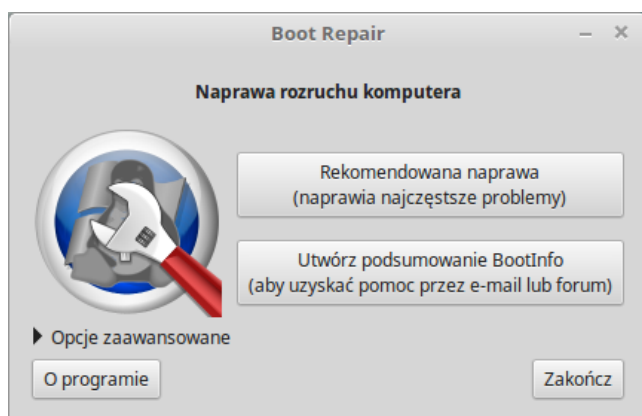 Boot Repair
Naprawa rozruchu komputera
Rekomendowana naprawa
(naprawia najczęstsze problemy)
Utwórz podsumowanie BootInfo
(aby uzyskać pomoc przez e-mail lub forum)
Opcje zaawansowane
O programie
Zakończ